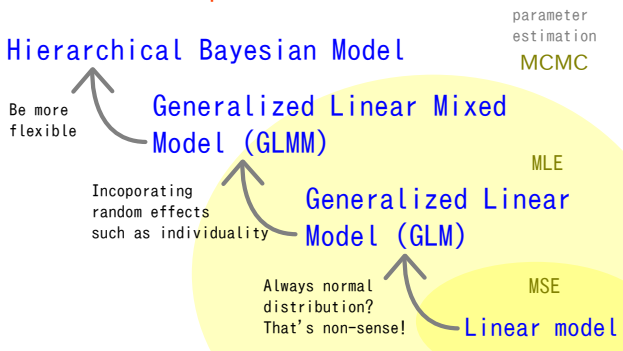 parameter
estimation
MCMC
Hierarchical Bayesian Model
Be more
flexible
Generalized Linear Mixed
Model (GLMM)
MLE
Incoporating
random effects
such as individuality
Generalized Linear
Model (GLM)
Always normal
distribution?
That's non-sense!
MSE
Linear model